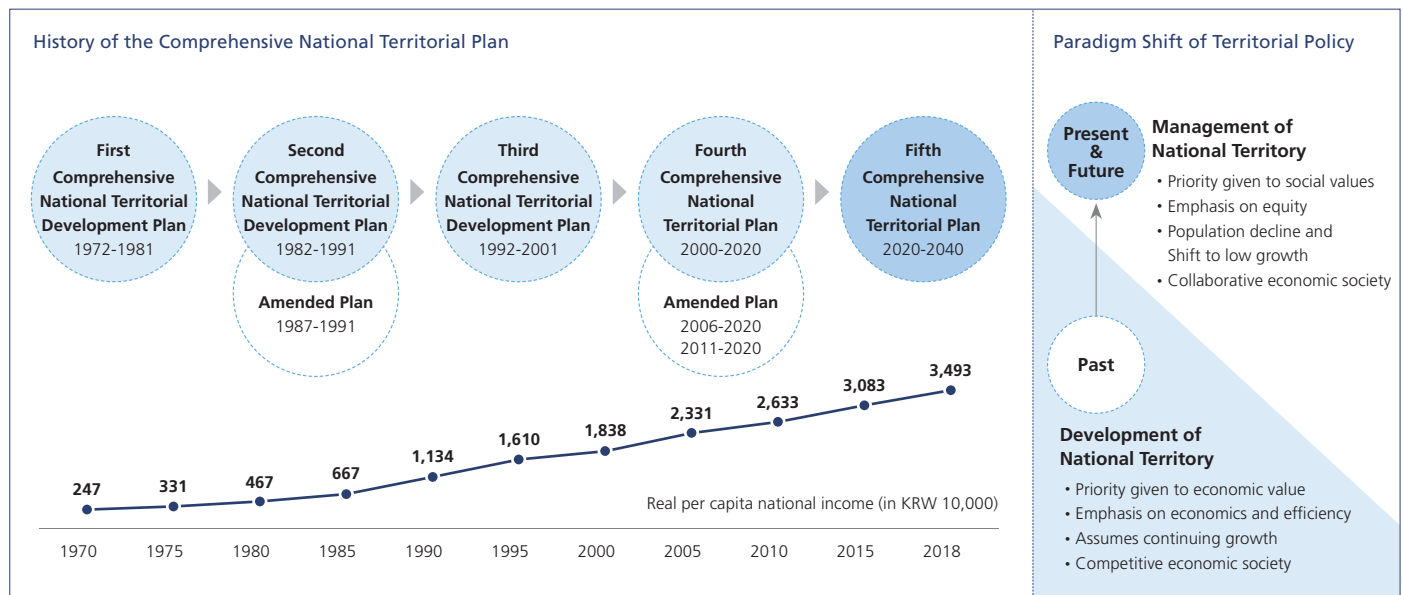 History of the Comprehensive National Territorial Plan
First
Comprehensive
National Territorial
Development Plan
1972-1981
Second
Comprehensive
National Territorial
Development Plan
1982-1991
Amended Plan
1987-1991
Third
Comprehensive
National Territorial
Development Plan
1992-2001
Fourth
Comprehensive
National
Territorial Plan
2000-2020
Amended Plan
2006-2020
2011-2020
Fifth
Comprehensive
National
Territorial Plan
2020-2040
247
331
467
667
1,134
1,610
1,838
2,331
2,633
3,083
3,493
Real per capita national income (in KRW 10,000)
1970
1975
1980
1985
1990
1995
2000
2005
2010
2015
2018
Paradigm Shift of Territorial Policy
Present
&
Future
Management of
National Territory
• Priority given to social values
• Emphasis on equity
• Population decline and
Shift to low growth
• Collaborative economic society
Past
Development of
National Territory
• Priority given to economic value
• Emphasis on economics and efficiency
• Assumes continuing growth
• Competitive economic society